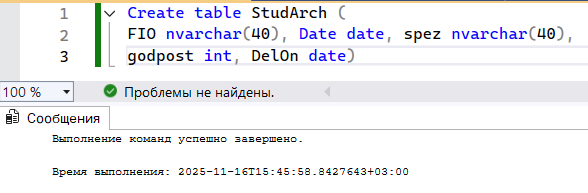 1 Create table StudArch (
2 FIO nvarchar(40), Date date, spez nvarchar(40),
3 godpost int, DelOn date)
100 % Проблемы не найдены.
Сообщения
Выполнение команд успешно завершено.
Время выполнения: 2025-11-16T15:45:58.8427643+03:00